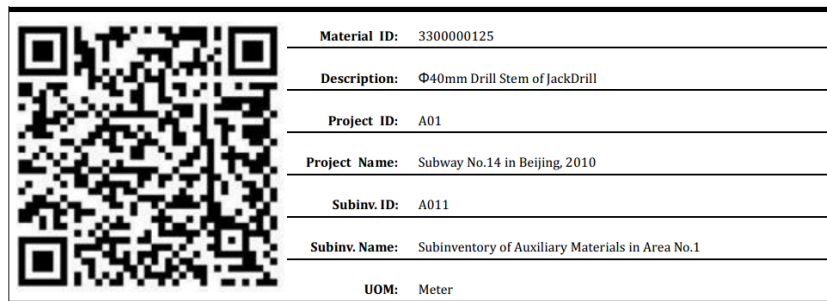 Material ID: 3300000125
Description: Φ40mm Drill Stem of JackDrill
Project ID: A01
Project Name: Subway No.14 in Beijing, 2010
Subinv. ID: A011
Subinv. Name: Subinventory of Auxiliary Materials in Area No.1
UOM: Meter